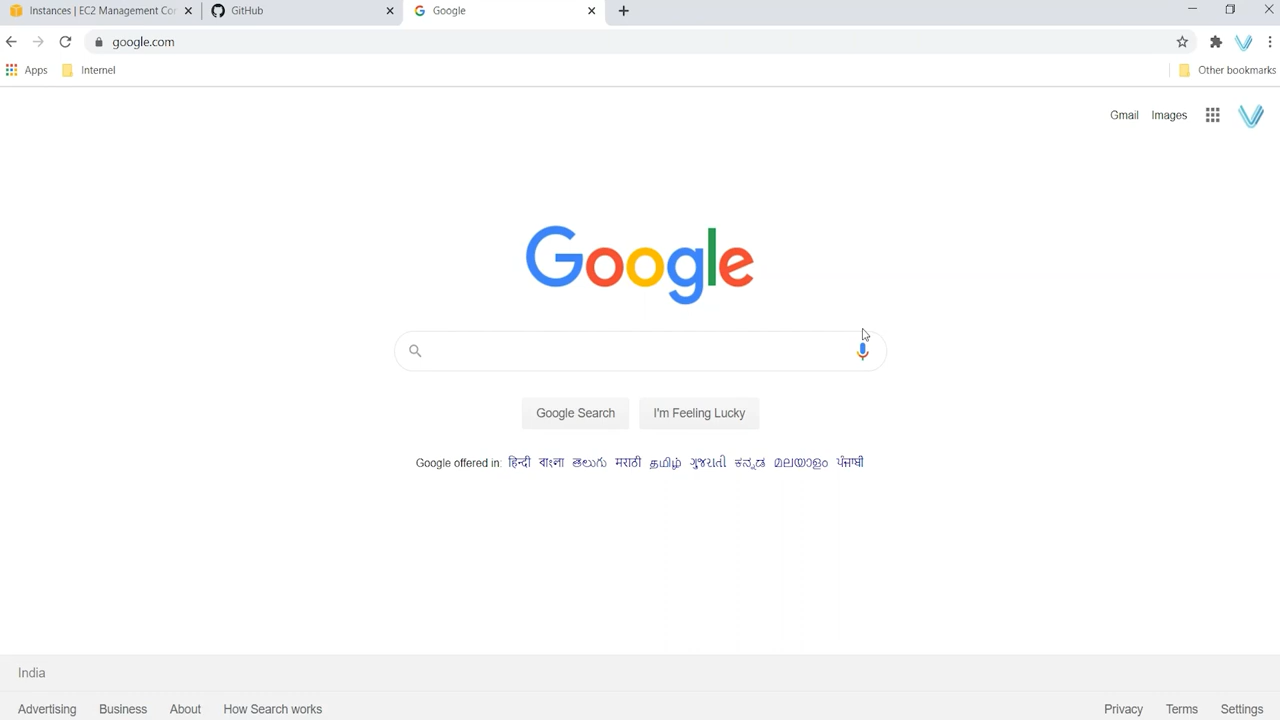 Instances | EC2 Management Cor
GitHub
Google
google.com
Apps
Internet
Other bookmarks
Gmail
Images
Google
Google Search
I'm Feeling Lucky
Google offered in: हिन्दी বাংলা తెలుగు मराठी தமிழ் ગુજરાતી ಕನ್ನಡ മലയാളം ਪੰਜਾਬੀ
India
Advertising
Business
About
How Search works
Privacy
Terms
Settings